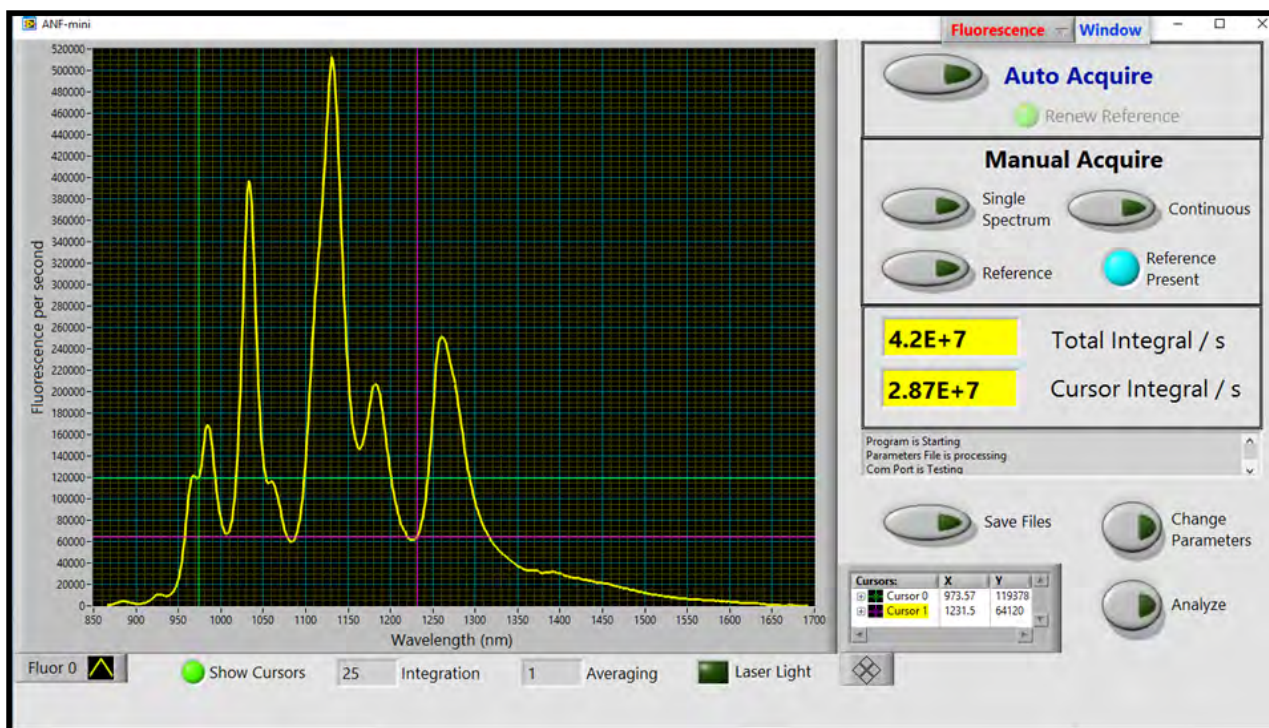 ANF-mini
Fluorescence
Window
520000
500000
480000
460000
440000
420000
400000
380000
360000
340000
320000
300000
280000
260000
240000
220000
200000
180000
160000
140000
120000
100000
80000
60000
40000
20000
0
Fluorescence per second
850 900 950 1000 1050 1100 1150 1200 1250 1300 1350 1400 1450 1500 1550 1600 1650 1700
Wavelength (nm)
Fluor 0
Show Cursors
25
Integration
1
Averaging
Laser Light
Auto Acquire
Renew Reference
Manual Acquire
Single
Spectrum
Continuous
Reference
Reference
Present
4.2E+7
Total Integral / s
2.87E+7
Cursor Integral / s
Program is Starting
Parameters File is processing
Com Port is Testing
Save Files
Change
Parameters
Cursors: X Y
Cursor 0 973.57 119378
Cursor 1 1231.5 64120
Analyze